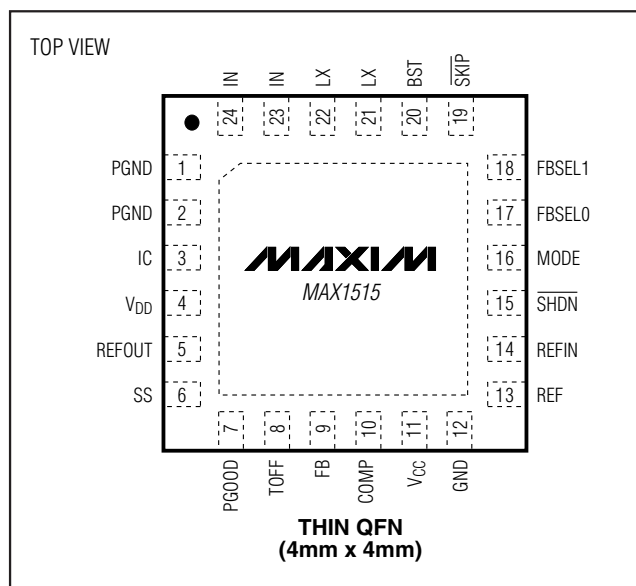 TOP VIEW
IN IN LX LX BST SKIP
24 23 22 21 20 19
PGND 1 18 FBSEL1
PGND 2 17 FBSEL0
IC 3 MAXIM 16 MODE
MAX1515
VDD 4 15 SHDN
REFOUT 5 14 REFIN
SS 6 13 REF
7 8 9 10 11 12
PGOOD TOFF FB COMP VCC GND
THIN QFN
(4mm x 4mm)